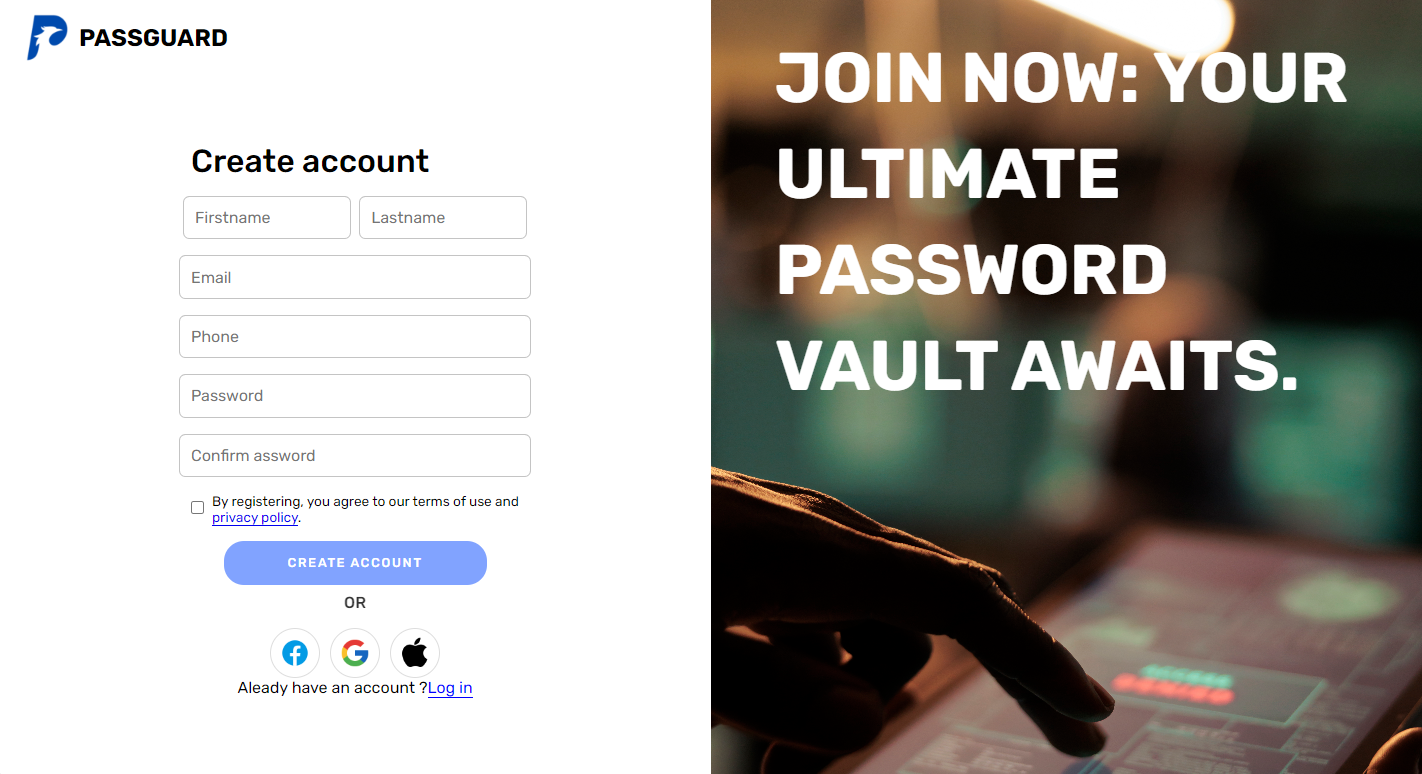 PASSGUARD
Create account
Firstname
Lastname
Email
Phone
Password
Confirm assword
By registering, you agree to our terms of use and
privacy policy.
CREATE ACCOUNT
OR
Aleady have an account ?Log in
JOIN NOW: YOUR
ULTIMATE
PASSWORD
VAULT AWAITS.